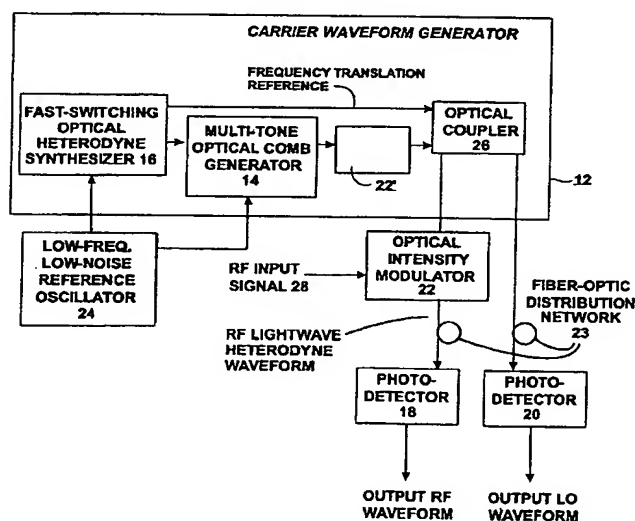 CARRIER WAVEFORM GENERATOR
FREQUENCY TRANSLATION
REFERENCE
FAST-SWITCHING
OPTICAL
HETERODYNE
SYNTHESIZER 16
MULTI-TONE
OPTICAL COMB
GENERATOR
14
22'
OPTICAL
COUPLER
26
12
LOW-FREQ.
LOW-NOISE
REFERENCE
OSCILLATOR
24
RF INPUT
SIGNAL 28
OPTICAL
INTENSITY
MODULATOR
22
FIBER-OPTIC
DISTRIBUTION
NETWORK
23
RF LIGHTWAVE
HETERODYNE
WAVEFORM
PHOTO-
DETECTOR
18
PHOTO-
DETECTOR
20
OUTPUT RF
WAVEFORM
OUTPUT LO
WAVEFORM